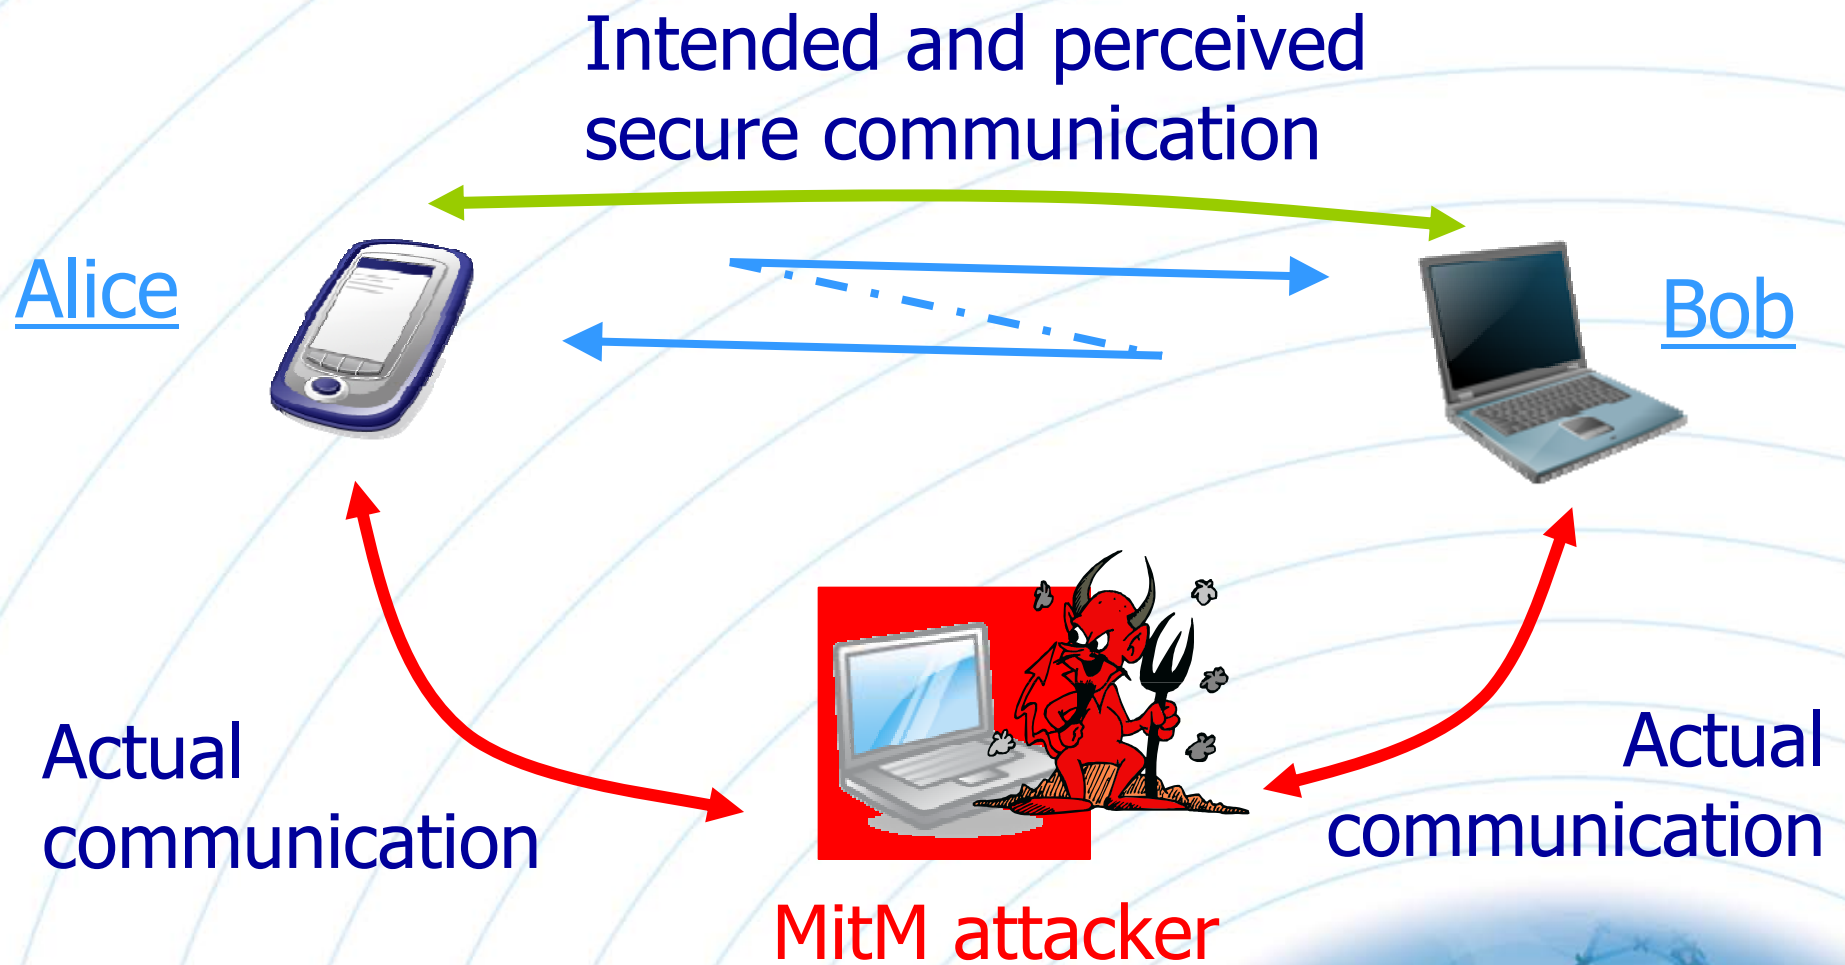 Intended and perceived
secure communication
Alice
Bob
Actual
communication
Actual
communication
MitM attacker